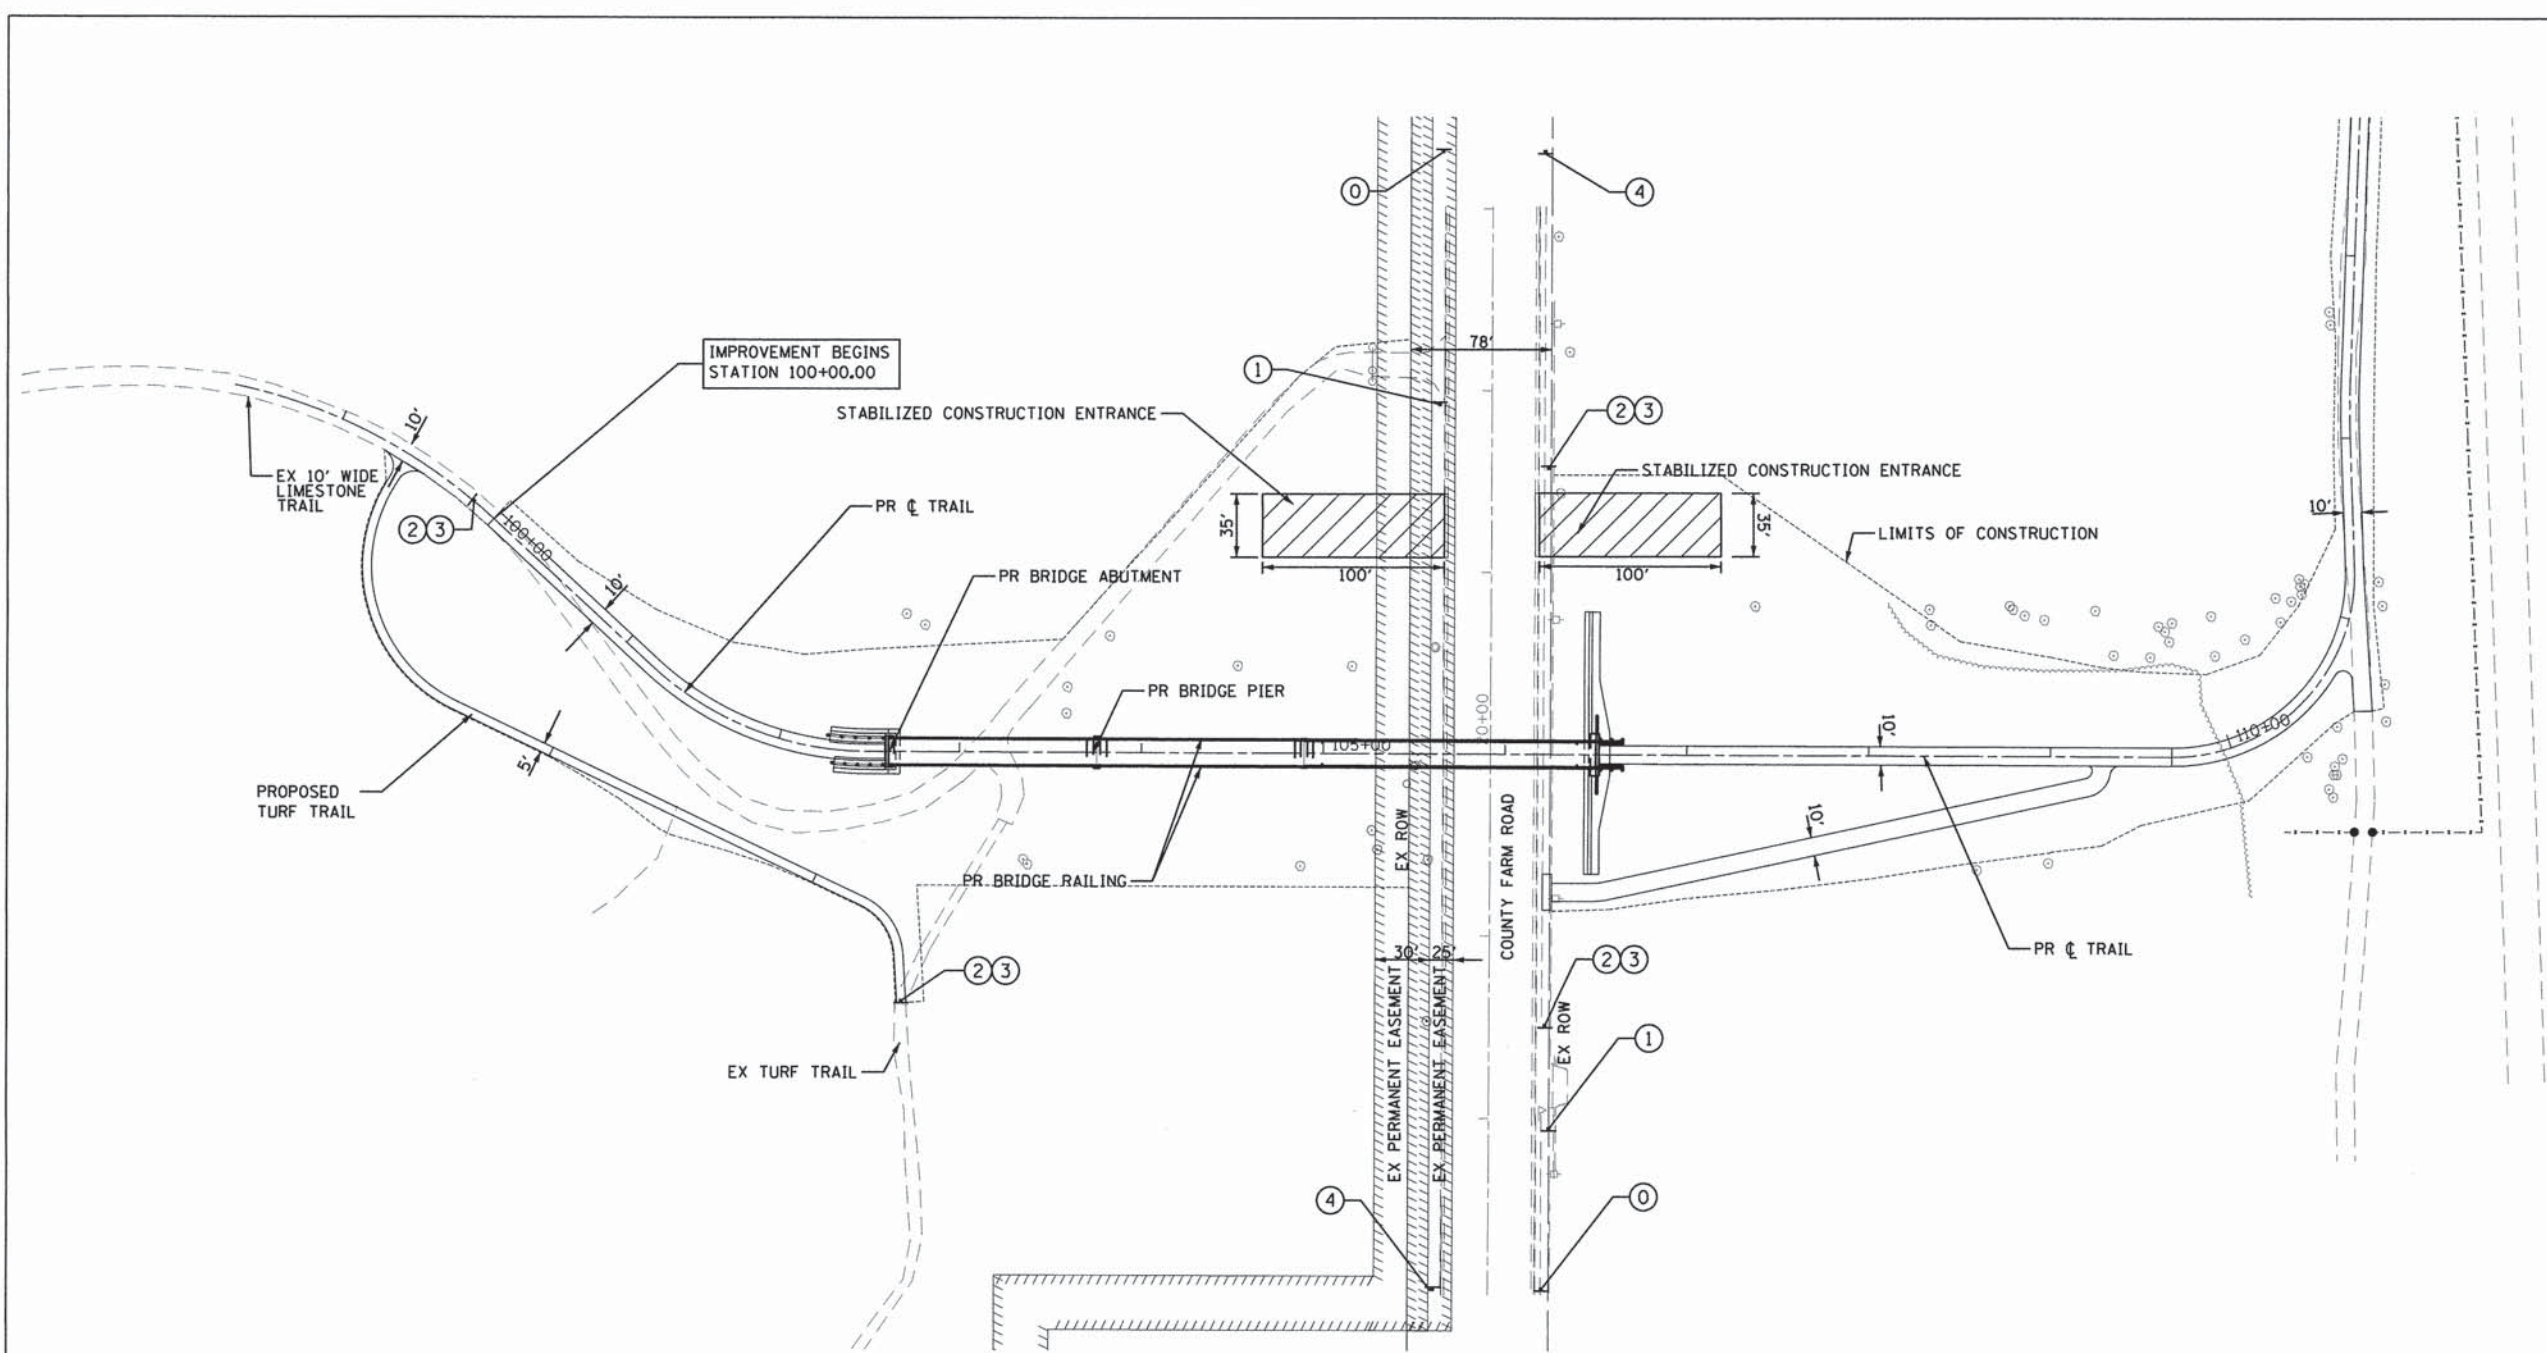 0
4
IMPROVEMENT BEGINS
STATION 100+00.00
78'
1
STABILIZED CONSTRUCTION ENTRANCE
2 3
10'
EX 10' WIDE
LIMESTONE
TRAIL
STABILIZED CONSTRUCTION ENTRANCE
2 3
100+00
PR ℄ TRAIL
35'
100'
35'
100'
10'
LIMITS OF CONSTRUCTION
10'
PR BRIDGE ABUTMENT
PR BRIDGE PIER
105+00
10'
110+00
PROPOSED
TURF TRAIL
5'
EX ROW
COUNTY FARM ROAD
10'
PR BRIDGE RAILING
2 3
30'
25'
2 3
PR ℄ TRAIL
EX PERMANENT EASEMENT
EX PERMANENT EASEMENT
EX ROW
1
EX TURF TRAIL
4
0